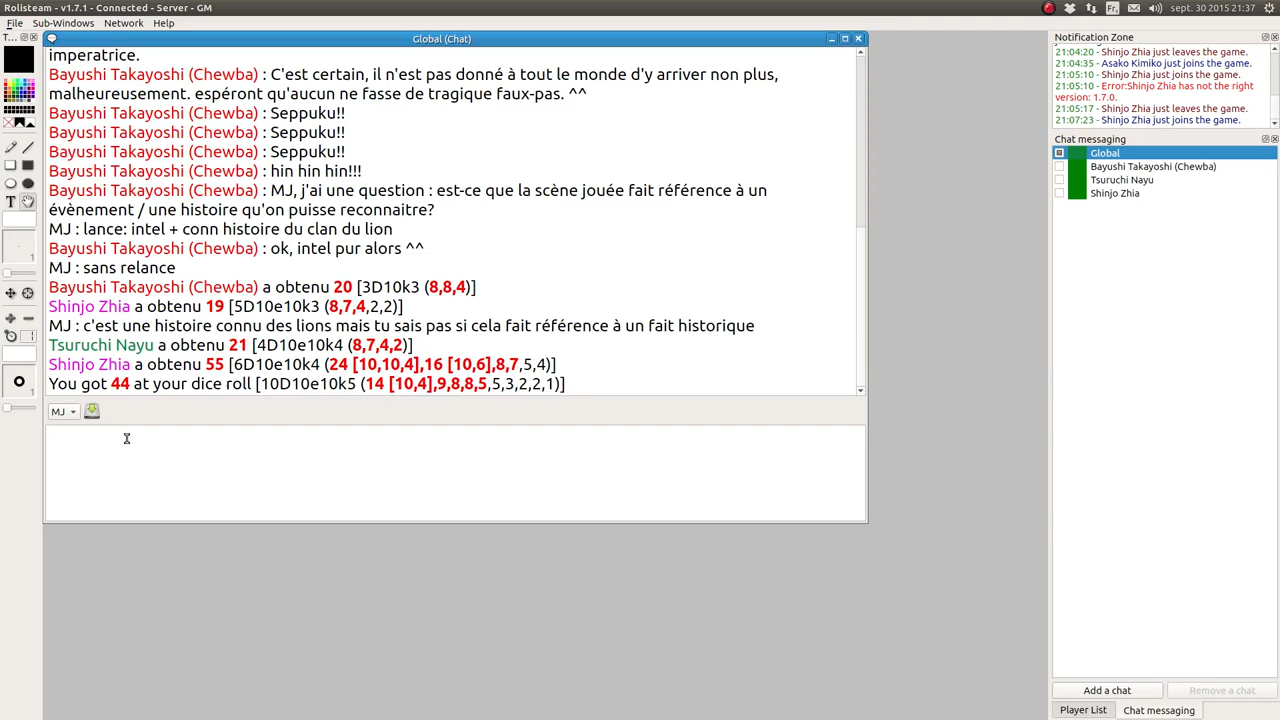 Rolisteam - v1.7.1 - Connected - Server - GM
Fr,
sept. 30 2015 21:37
File Sub-Windows Network Help
T...
Global (Chat)
imperatrice.
Bayushi Takayoshi (Chewba) : C'est certain, il n'est pas donné à tout le monde d'y arriver non plus,
malheureusement. espéront qu'aucun ne fasse de tragique faux-pas. ^^
Bayushi Takayoshi (Chewba) : Seppuku!!
Bayushi Takayoshi (Chewba) : Seppuku!!
Bayushi Takayoshi (Chewba) : Seppuku!!
Bayushi Takayoshi (Chewba) : hin hin hin!!!
Bayushi Takayoshi (Chewba) : MJ, j'ai une question : est-ce que la scène jouée fait référence à un
évènement / une histoire qu'on puisse reconnaitre?
MJ : lance: intel + conn histoire du clan du lion
Bayushi Takayoshi (Chewba) : ok, intel pur alors ^^
MJ : sans relance
Bayushi Takayoshi (Chewba) a obtenu 20 [3D10k3 (8,8,4)]
Shinjo Zhia a obtenu 19 [5D10e10k3 (8,7,4,2,2)]
MJ : c'est une histoire connu des lions mais tu sais pas si cela fait référence à un fait historique
Tsuruchi Nayu a obtenu 21 [4D10e10k4 (8,7,4,2)]
Shinjo Zhia a obtenu 55 [6D10e10k4 (24 [10,10,4],16 [10,6],8,7,5,4)]
You got 44 at your dice roll [10D10e10k5 (14 [10,4],9,8,8,5,5,3,2,2,1)]
MJ
T
1
1
Notification Zone
21:04:20 - Shinjo Zhia just leaves the game.
21:04:35 - Asako Kimiko just joins the game.
21:05:10 - Shinjo Zhia just joins the game.
21:05:10 - Error:Shinjo Zhia has not the right
version: 1.7.0.
21:05:17 - Shinjo Zhia just leaves the game.
21:07:23 - Shinjo Zhia just joins the game.
Chat messaging
Global
Bayushi Takayoshi (Chewba)
Tsuruchi Nayu
Shinjo Zhia
Add a chat
Remove a chat
Player List
Chat messaging